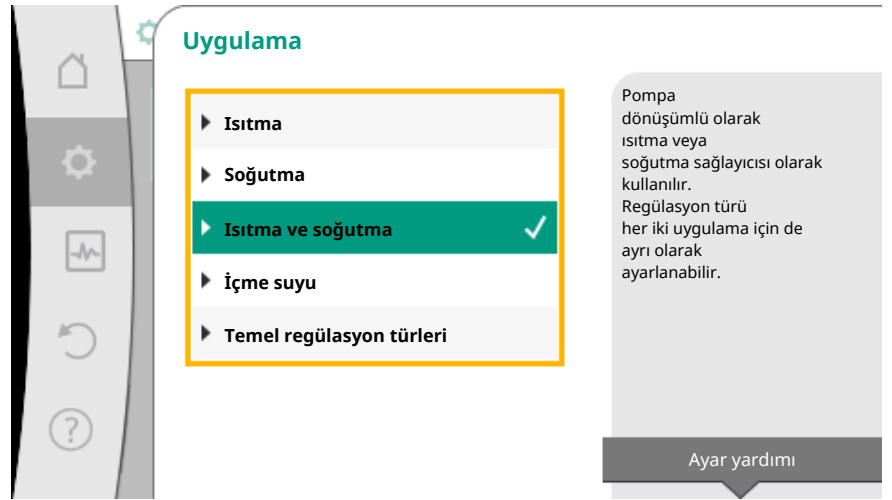 Uygulama
Isıtma
Soğutma
Isıtma ve soğutma
İçme suyu
Temel regülasyon türleri
Pompa
dönüşümlü olarak
ısıtma veya
soğutma sağlayıcısı olarak
kullanılır.
Regülasyon türü
her iki uygulama için de
ayrı olarak
ayarlanabilir.
Ayar yardımı